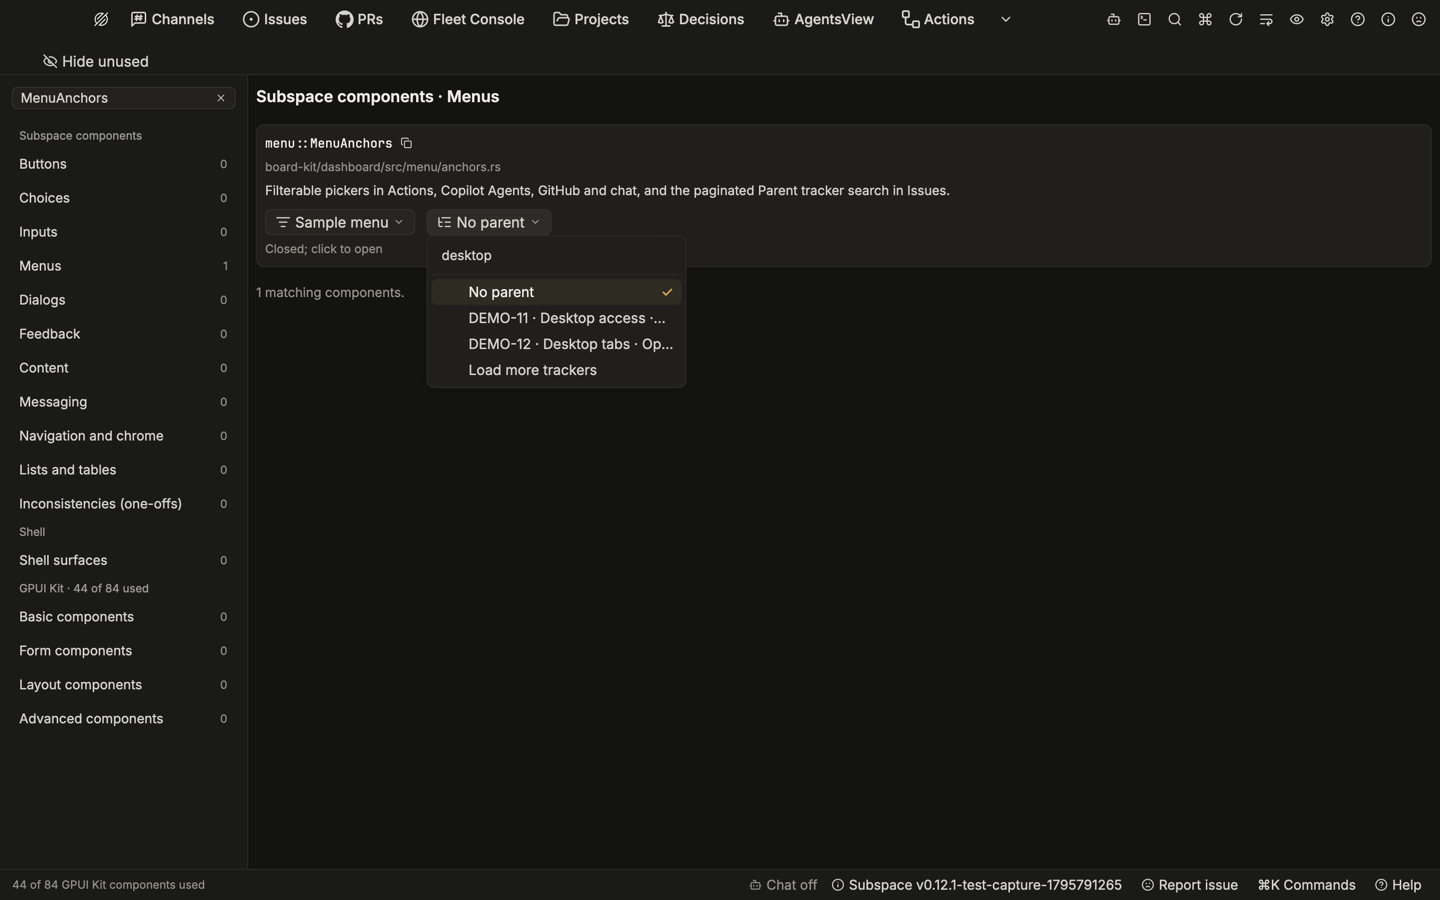 Channels Issues PRs Fleet Console Projects Decisions AgentsView Actions
Hide unused
MenuAnchors
Subspace components
Buttons 0
Choices 0
Inputs 0
Menus 1
Dialogs 0
Feedback 0
Content 0
Messaging 0
Navigation and chrome 0
Lists and tables 0
Inconsistencies (one-offs) 0
Shell
Shell surfaces 0
GPUI Kit · 44 of 84 used
Basic components 0
Form components 0
Layout components 0
Advanced components 0
Subspace components · Menus
menu::MenuAnchors
board-kit/dashboard/src/menu/anchors.rs
Filterable pickers in Actions, Copilot Agents, GitHub and chat, and the paginated Parent tracker search in Issues.
Sample menu No parent
Closed; click to open
desktop
No parent
DEMO-11 · Desktop access ·...
DEMO-12 · Desktop tabs · Op...
Load more trackers
1 matching components.
44 of 84 GPUI Kit components used
Chat off Subspace v0.12.1-test-capture-1795791265 Report issue ⌘K Commands Help